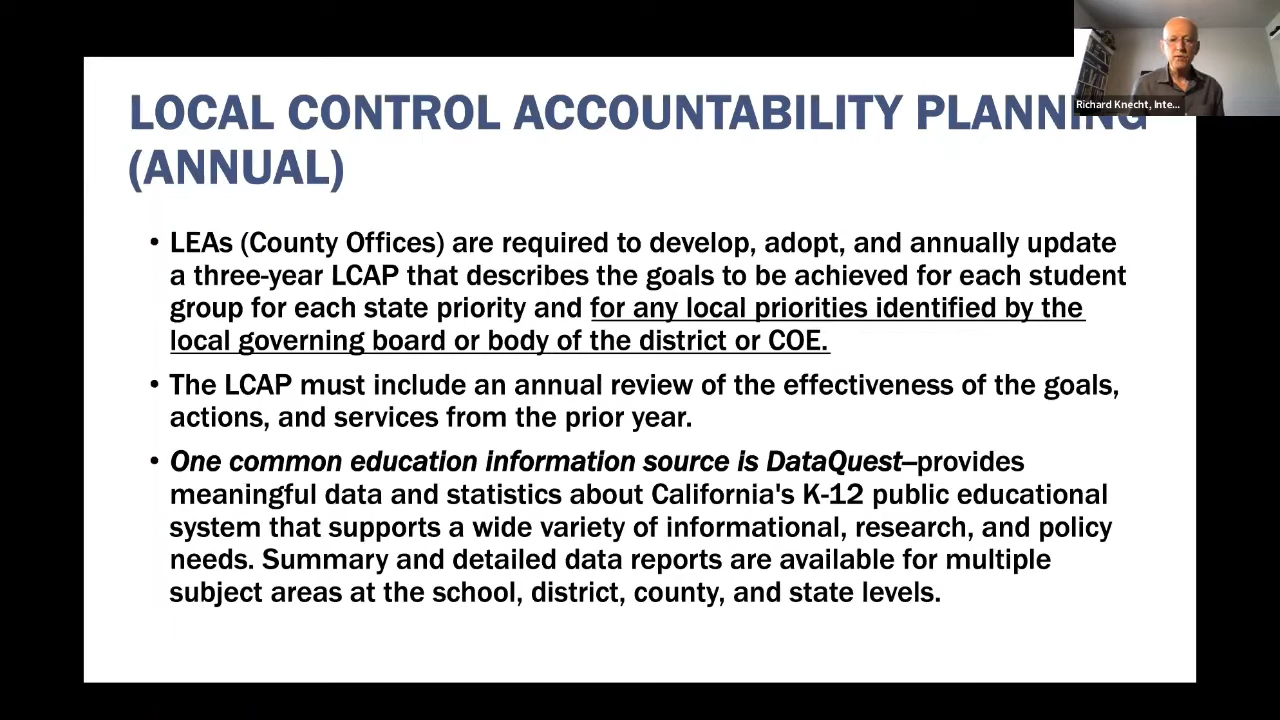 Richard Knecht, Inte...
LOCAL CONTROL ACCOUNTABILITY PLANNING
(ANNUAL)
• LEAs (County Offices) are required to develop, adopt, and annually update
a three-year LCAP that describes the goals to be achieved for each student
group for each state priority and for any local priorities identified by the
local governing board or body of the district or COE.
• The LCAP must include an annual review of the effectiveness of the goals,
actions, and services from the prior year.
• One common education information source is DataQuest—provides
meaningful data and statistics about California's K-12 public educational
system that supports a wide variety of informational, research, and policy
needs. Summary and detailed data reports are available for multiple
subject areas at the school, district, county, and state levels.